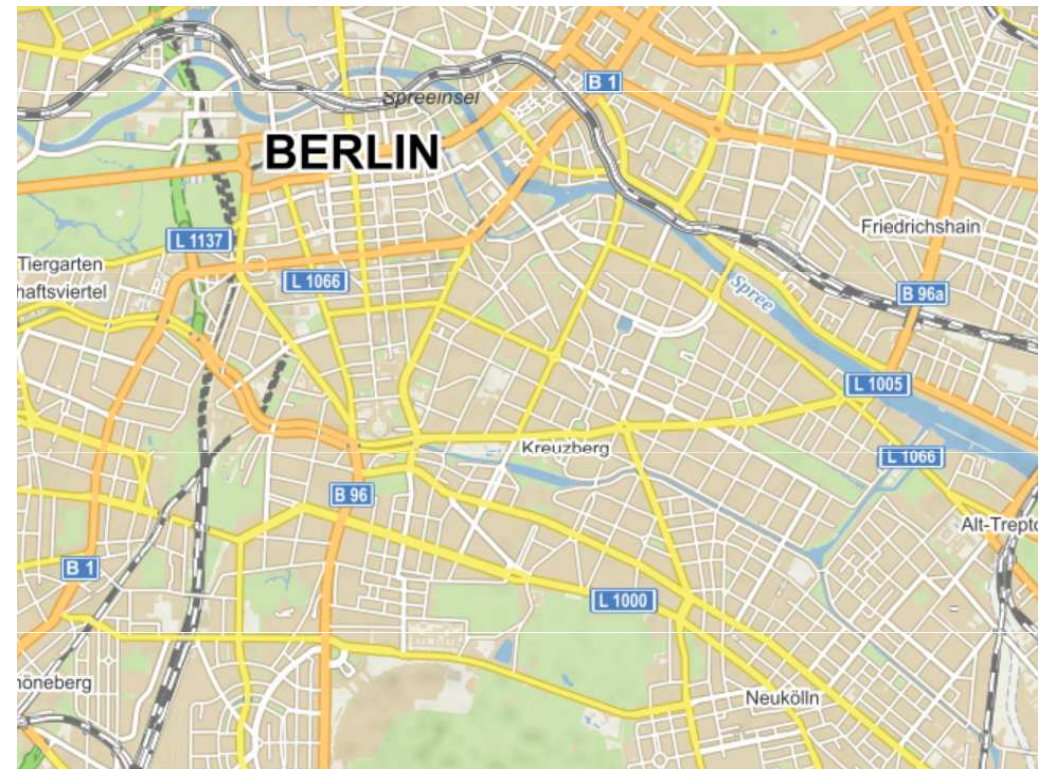 B 1
Spreeinsel
BERLIN
Friedrichshain
L 1137
Tiergarten
haftsviertel
L 1066
Spree
B 96a
L 1005
Kreuzberg
L 1066
B 96
Alt-Trepto
B 1
L 1000
höneberg
Neukölln